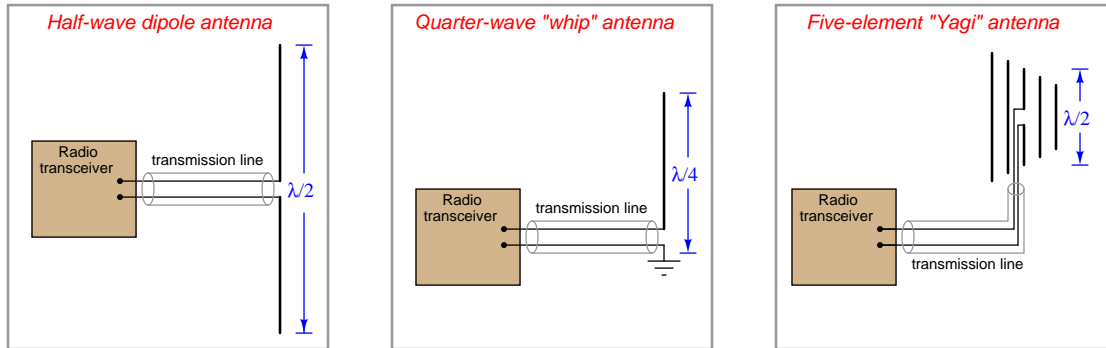 Half-wave dipole antenna
Radio
transceiver
transmission line
λ/2
Quarter-wave "whip" antenna
λ/4
Radio
transceiver
transmission line
Five-element "Yagi" antenna
λ/2
Radio
transceiver
transmission line